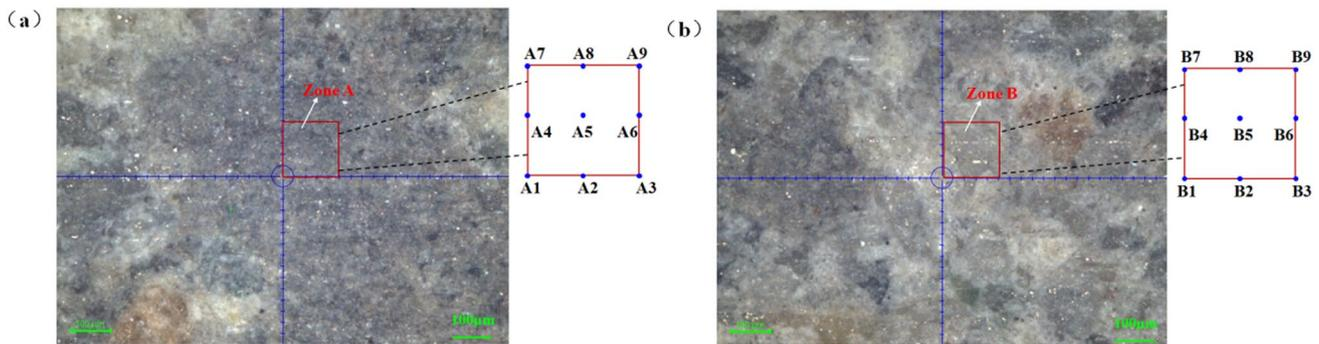 (a)
Zone A
A7 A8 A9
A4 A5 A6
A1 A2 A3
100μm
(b)
Zone B
B7 B8 B9
B4 B5 B6
B1 B2 B3
100μm